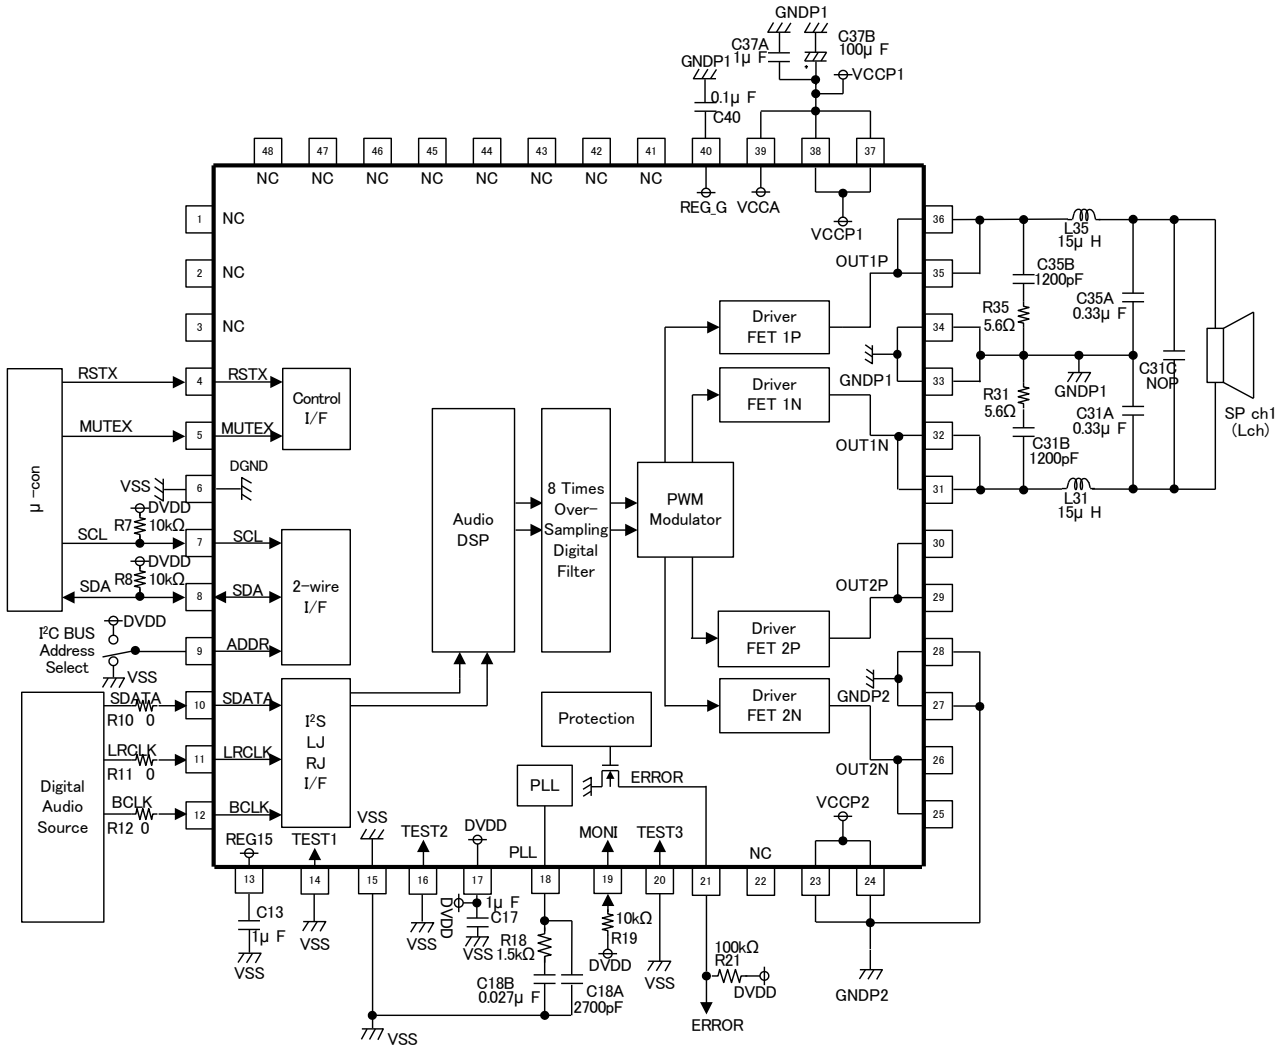 GNDP1
C37A
1μ F
C37B
100μ F
GNDP1
VCCP1
0.1μ F
C40
48
47
46
45
44
43
42
41
40
39
38
37
NC
NC
NC
NC
NC
NC
NC
NC
REG_G
VCCA
VCCP1
1
NC
2
NC
3
NC
36
35
OUT1P
L35
15μ H
C35B
1200pF
R35
5.6Ω
C35A
0.33μ F
Driver
FET 1P
34
33
GNDP1
GNDP1
C31C
NOP
R31
5.6Ω
C31A
0.33μ F
C31B
1200pF
SP ch1
(Lch)
μ -con
RSTX
4
RSTX
MUTEX
5
MUTEX
Control
I/F
Driver
FET 1N
OUT1N
32
31
L31
15μ H
VSS
6
DGND
DVDD
R7
10kΩ
SCL
7
SCL
DVDD
R8
10kΩ
SDA
8
SDA
2-wire
I/F
Audio
DSP
8 Times
Over-
Sampling
Digital
Filter
PWM
Modulator
30
OUT2P
29
DVDD
I²C BUS
Address
Select
VSS
9
ADDR
Driver
FET 2P
28
GNDP2
27
SDATA
R10 0
10
SDATA
LRCLK
R11 0
11
LRCLK
BCLK
R12 0
12
BCLK
Digital
Audio
Source
I²S
LJ
RJ
I/F
Protection
Driver
FET 2N
OUT2N
26
25
PLL
ERROR
VCCP2
REG15
TEST1
VSS
TEST2
DVDD
PLL
MONI
TEST3
NC
13
14
15
16
17
18
19
20
21
22
23
24
C13
1μ F
VSS
VSS
VSS
DVDD
1μ F
C17
VSS
R18
1.5kΩ
C18B
0.027μ F
C18A
2700pF
10kΩ
R19
DVDD
VSS
100kΩ
R21
DVDD
ERROR
GNDP2
VSS